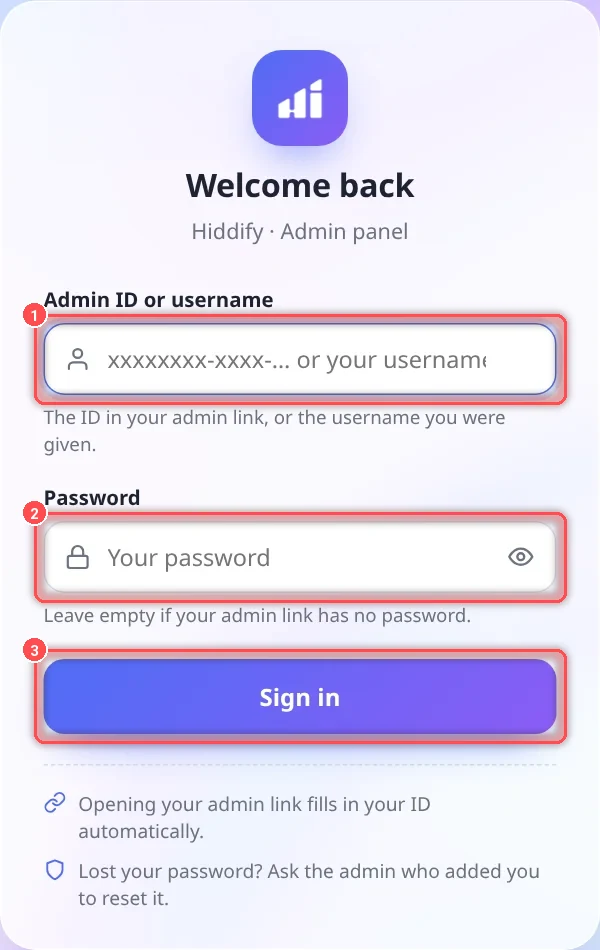 Welcome back
Hiddify · Admin panel
Admin ID or username
1
xxxxxxxx-xxxx-... or your username
The ID in your admin link, or the username you were
given.
Password
2
Your password
Leave empty if your admin link has no password.
3
Sign in
Opening your admin link fills in your ID
automatically.
Lost your password? Ask the admin who added you
to reset it.